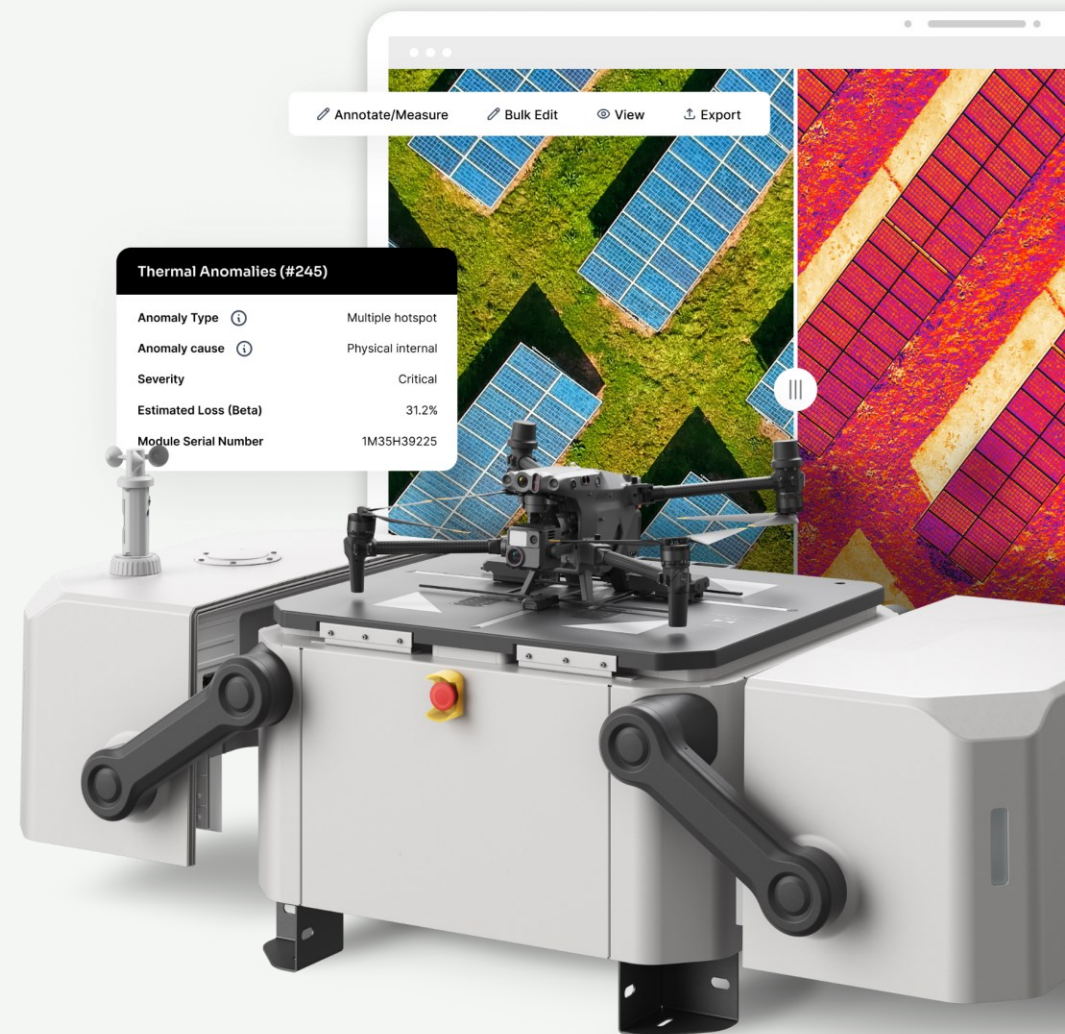 Annotate/Measure Bulk Edit View Export
Thermal Anomalies (#245)
Anomaly Type Multiple hotspot
Anomaly cause Physical internal
Severity Critical
Estimated Loss (Beta) 31.2%
Module Serial Number 1M35H39225